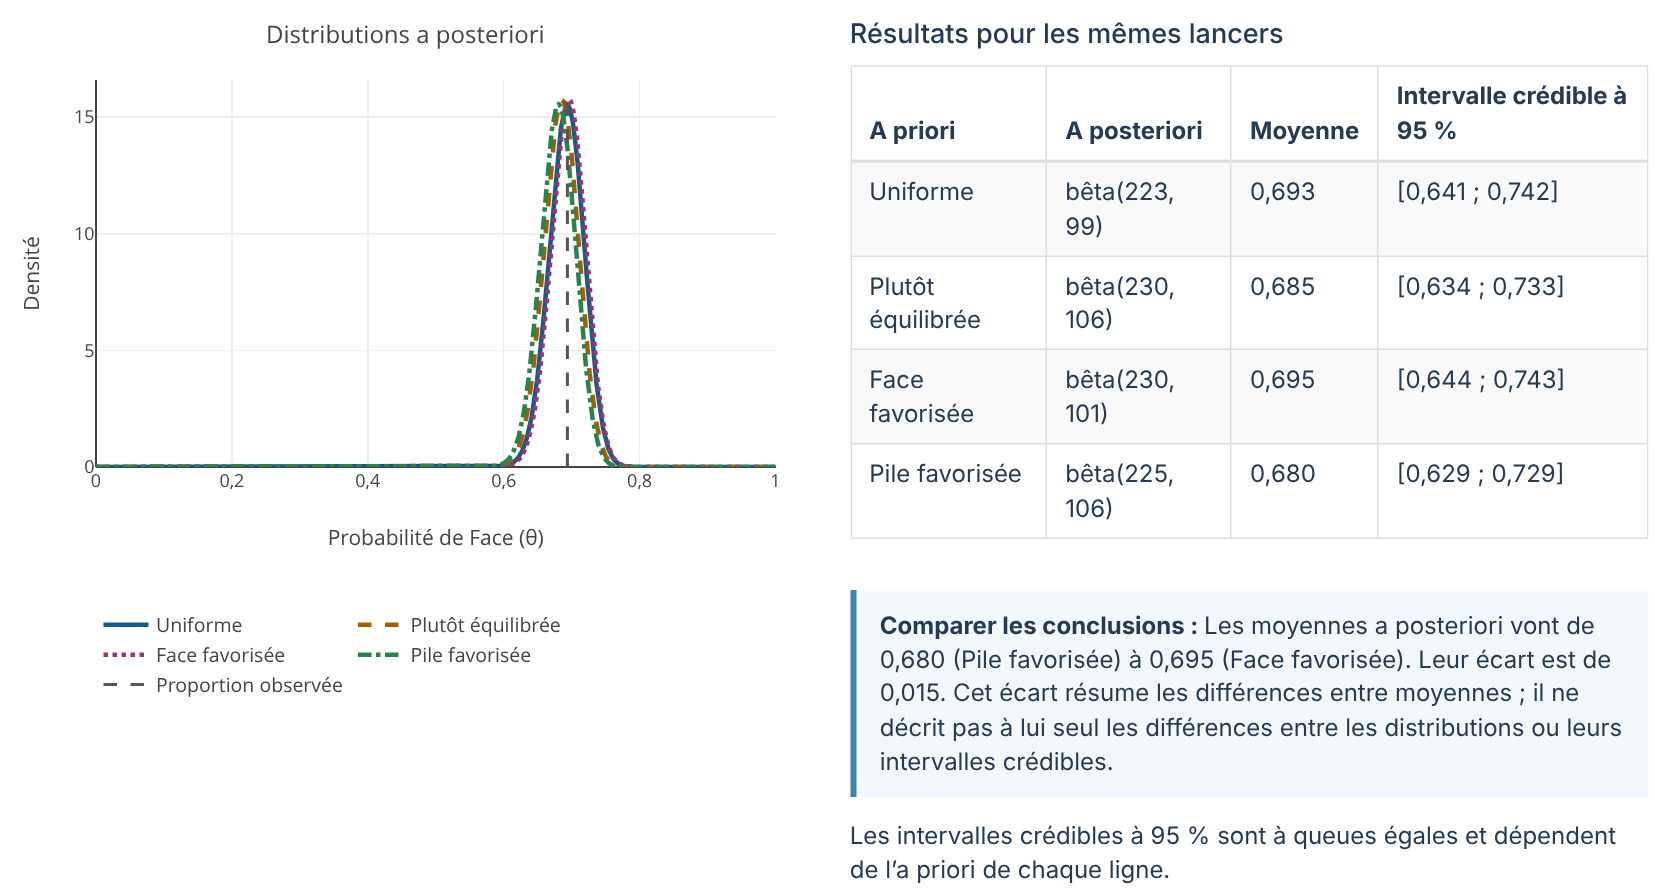 Distributions a posteriori
15
10
5
0
Densité
0
0,2
0,4
0,6
0,8
1
Probabilité de Face (θ)
Uniforme
Plutôt équilibrée
Face favorisée
Pile favorisée
Proportion observée
Résultats pour les mêmes lancers
A priori
A posteriori
Moyenne
Intervalle crédible à
95 %
Uniforme
bêta(223,
99)
0,693
[0,641 ; 0,742]
Plutôt
équilibrée
bêta(230,
106)
0,685
[0,634 ; 0,733]
Face
favorisée
bêta(230,
101)
0,695
[0,644 ; 0,743]
Pile favorisée
bêta(225,
106)
0,680
[0,629 ; 0,729]
Comparer les conclusions : Les moyennes a posteriori vont de
0,680 (Pile favorisée) à 0,695 (Face favorisée). Leur écart est de
0,015. Cet écart résume les différences entre moyennes ; il ne
décrit pas à lui seul les différences entre les distributions ou leurs
intervalles crédibles.
Les intervalles crédibles à 95 % sont à queues égales et dépendent
de l’a priori de chaque ligne.